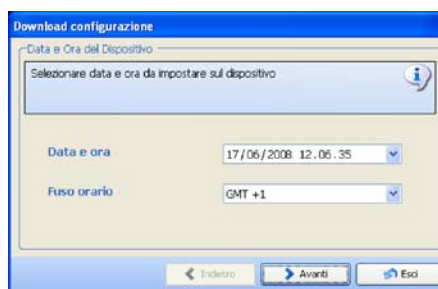 Download configurazione
Data e Ora del Dispositivo
Selezionare data e ora da impostare sul dispositivo
Data e ora
17/06/2008 12.06.35
Fuso orario
GMT +1
Indietro
Avanti
Esci